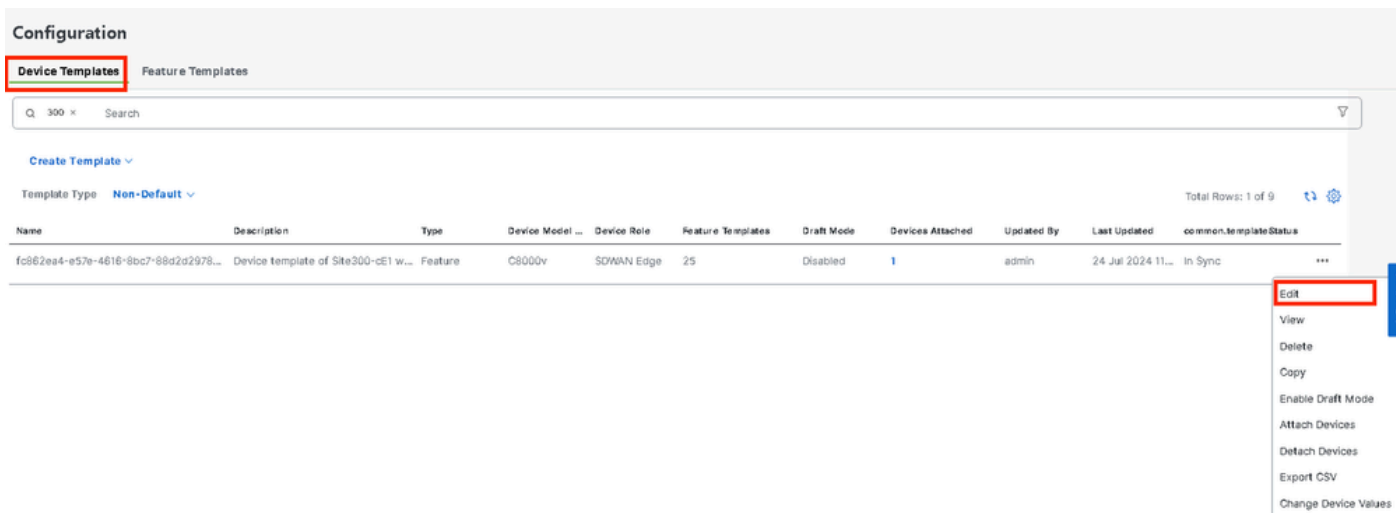 Configuration
Device Templates Feature Templates
300 × Search
Create Template
Template Type Non-Default Total Rows: 1 of 9
Name Description Type Device Model ... Device Role Feature Templates Draft Mode Devices Attached Updated By Last Updated common.templateStatus
fc862ea4-e57e-4616-8bc7-88d2d2978... Device template of Site300-cE1 w... Feature C8000v SDWAN Edge 25 Disabled 1 admin 24 Jul 2024 11... In Sync ...
Edit
View
Delete
Copy
Enable Draft Mode
Attach Devices
Detach Devices
Export CSV
Change Device Values